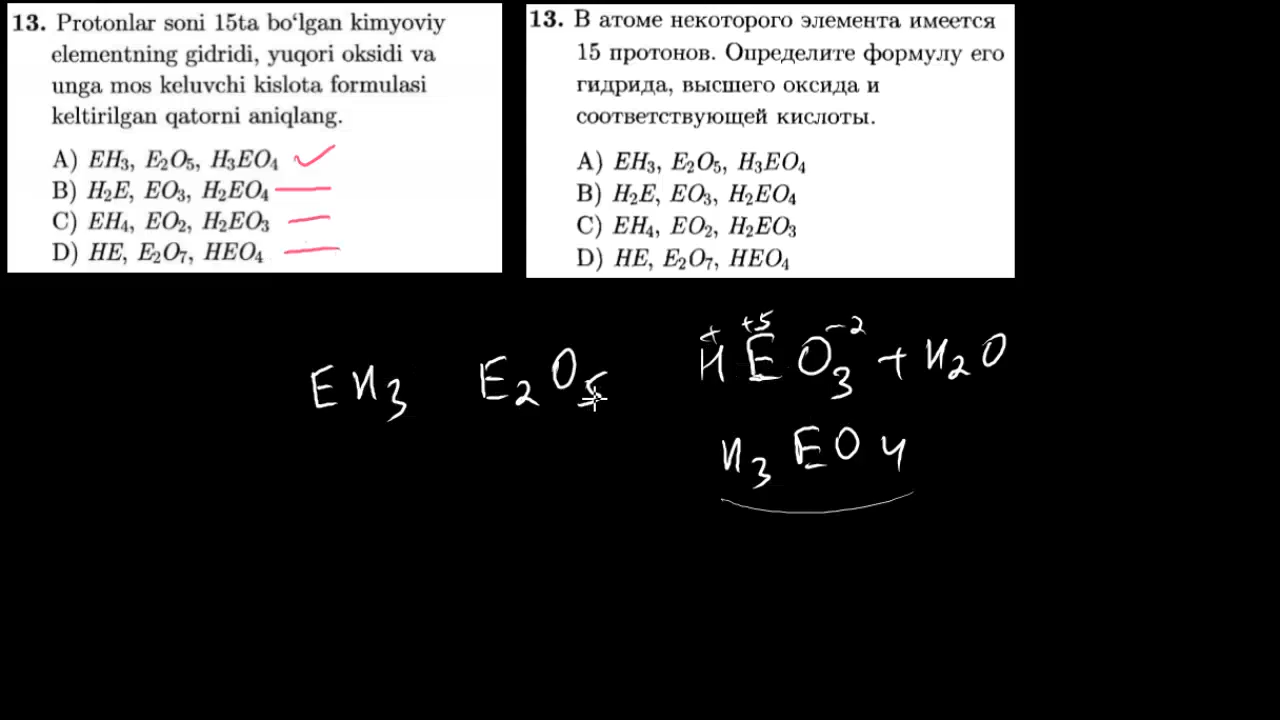 13. Protonlar soni 15ta bo‘lgan kimyoviy
elementning gidridi, yuqori oksidi va
unga mos keluvchi kislota formulasi
keltirilgan qatorni aniqlang.
A) EH₃, E₂O₅, H₃EO₄
B) H₂E, EO₃, H₂EO₄
C) EH₄, EO₂, H₂EO₃
D) HE, E₂O₇, HEO₄
13. В атоме некоторого элемента имеется
15 протонов. Определите формулу его
гидрида, высшего оксида и
соответствующей кислоты.
A) EH₃, E₂O₅, H₃EO₄
B) H₂E, EO₃, H₂EO₄
C) EH₄, EO₂, H₂EO₃
D) HE, E₂O₇, HEO₄
+ +5 -2
EH₃ E₂O₅ HEO₃ + H₂O
H₃EO₄